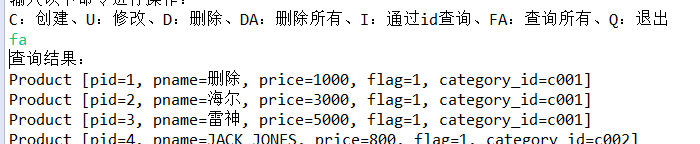 输入以下命令进行操作:
C: 创建、U: 修改、D: 删除、DA: 删除所有、I: 通过id查询、FA: 查询所有、Q: 退出
fa
查询结果:
Product [pid=1, pname=删除, price=1000, flag=1, category_id=c001]
Product [pid=2, pname=海尔, price=3000, flag=1, category_id=c001]
Product [pid=3, pname=雷神, price=5000, flag=1, category_id=c001]
Product [pid=4, pname=JACK JONES, price=800, flag=1, category_id=c002]